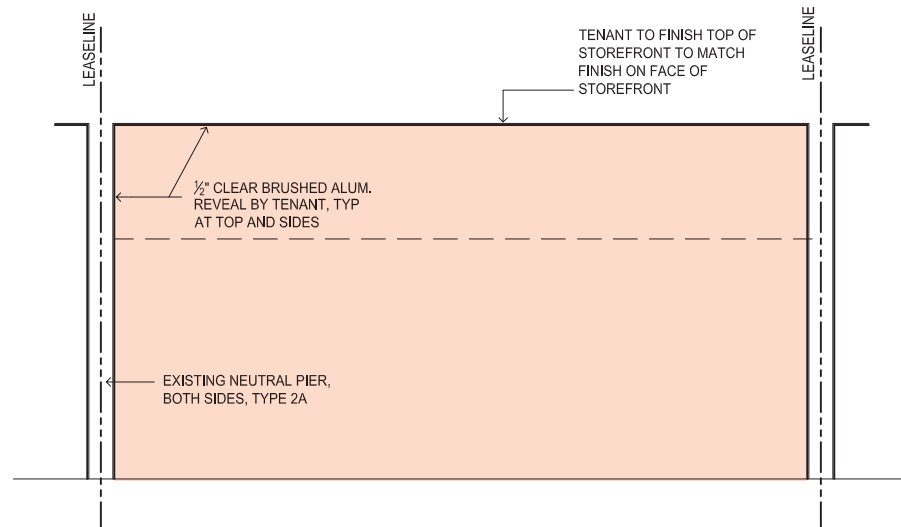 LEASELINE
TENANT TO FINISH TOP OF
STOREFRONT TO MATCH
FINISH ON FACE OF
STOREFRONT
LEASELINE
½" CLEAR BRUSHED ALUM.
REVEAL BY TENANT, TYP
AT TOP AND SIDES
EXISTING NEUTRAL PIER,
BOTH SIDES, TYPE 2A